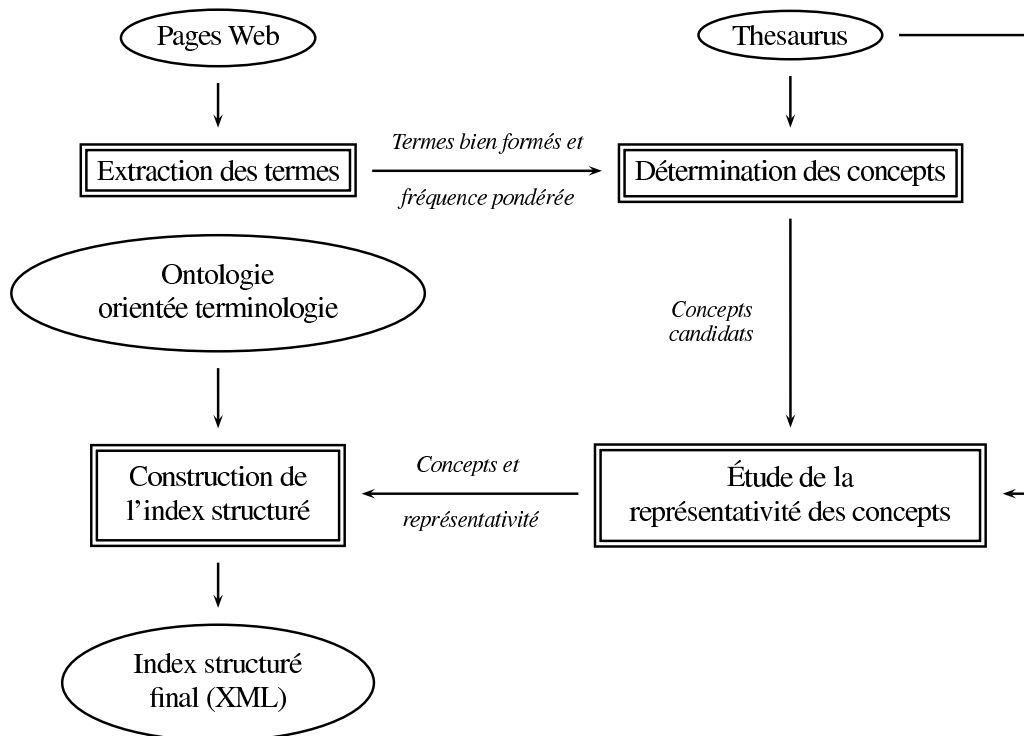 Pages Web
Thesaurus
Extraction des termes
Termes bien formés et
fréquence pondérée
Détermination des concepts
Ontologie
orientée terminologie
Concepts
candidats
Construction de
l'index structuré
Concepts et
représentativité
Étude de la
représentativité des concepts
Index structuré
final (XML)